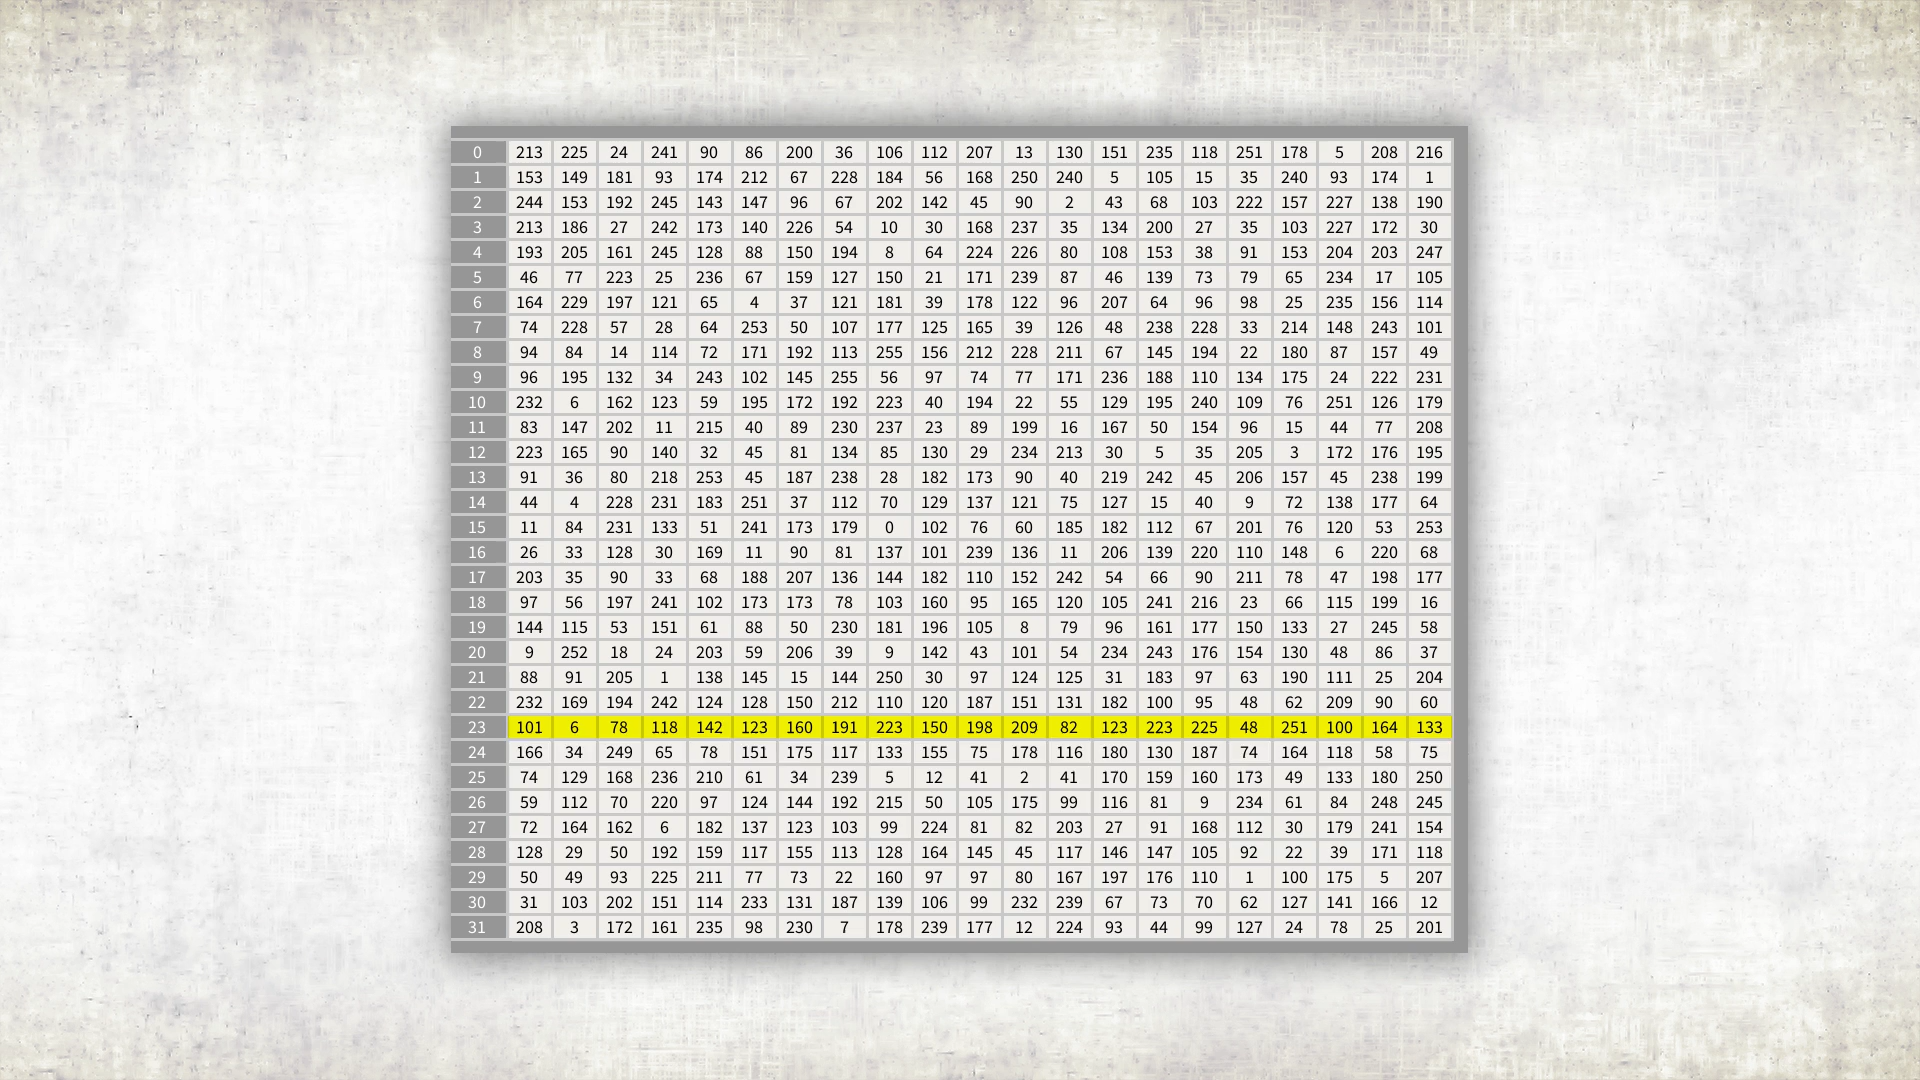 0 213 225 24 241 90 86 200 36 106 112 207 13 130 151 235 118 251 178 5 208 216
1 153 149 181 93 174 212 67 228 184 56 168 250 240 5 105 15 35 240 93 174 1
2 244 153 192 245 143 147 96 67 202 142 45 90 2 43 68 103 222 157 227 138 190
3 213 186 27 242 173 140 226 54 10 30 168 237 35 134 200 27 35 103 227 172 30
4 193 205 161 245 128 88 150 194 8 64 224 226 80 108 153 38 91 153 204 203 247
5 46 77 223 25 236 67 159 127 150 21 171 239 87 46 139 73 79 65 234 17 105
6 164 229 197 121 65 4 37 121 181 39 178 122 96 207 64 96 98 25 235 156 114
7 74 228 57 28 64 253 50 107 177 125 165 39 126 48 238 228 33 214 148 243 101
8 94 84 14 114 72 171 192 113 255 156 212 228 211 67 145 194 22 180 87 157 49
9 96 195 132 34 243 102 145 255 56 97 74 77 171 236 188 110 134 175 24 222 231
10 232 6 162 123 59 195 172 192 223 40 194 22 55 129 195 240 109 76 251 126 179
11 83 147 202 11 215 40 89 230 237 23 89 199 16 167 50 154 96 15 44 77 208
12 223 165 90 140 32 45 81 134 85 130 29 234 213 30 5 35 205 3 172 176 195
13 91 36 80 218 253 45 187 238 28 182 173 90 40 219 242 45 206 157 45 238 199
14 44 4 228 231 183 251 37 112 70 129 137 121 75 127 15 40 9 72 138 177 64
15 11 84 231 133 51 241 173 179 0 102 76 60 185 182 112 67 201 76 120 53 253
16 26 33 128 30 169 11 90 81 137 101 239 136 11 206 139 220 110 148 6 220 68
17 203 35 90 33 68 188 207 136 144 182 110 152 242 54 66 90 211 78 47 198 177
18 97 56 197 241 102 173 173 78 103 160 95 165 120 105 241 216 23 66 115 199 16
19 144 115 53 151 61 88 50 230 181 196 105 8 79 96 161 177 150 133 27 245 58
20 9 252 18 24 203 59 206 39 9 142 43 101 54 234 243 176 154 130 48 86 37
21 88 91 205 1 138 145 15 144 250 30 97 124 125 31 183 97 63 190 111 25 204
22 232 169 194 242 124 128 150 212 110 120 187 151 131 182 100 95 48 62 209 90 60
23 101 6 78 118 142 123 160 191 223 150 198 209 82 123 223 225 48 251 100 164 133
24 166 34 249 65 78 151 175 117 133 155 75 178 116 180 130 187 74 164 118 58 75
25 74 129 168 236 210 61 34 239 5 12 41 2 41 170 159 160 173 49 133 180 250
26 59 112 70 220 97 124 144 192 215 50 105 175 99 116 81 9 234 61 84 248 245
27 72 164 162 6 182 137 123 103 99 224 81 82 203 27 91 168 112 30 179 241 154
28 128 29 50 192 159 117 155 113 128 164 145 45 117 146 147 105 92 22 39 171 118
29 50 49 93 225 211 77 73 22 160 97 97 80 167 197 176 110 1 100 175 5 207
30 31 103 202 151 114 233 131 187 139 106 99 232 239 67 73 70 62 127 141 166 12
31 208 3 172 161 235 98 230 7 178 239 177 12 224 93 44 99 127 24 78 25 201